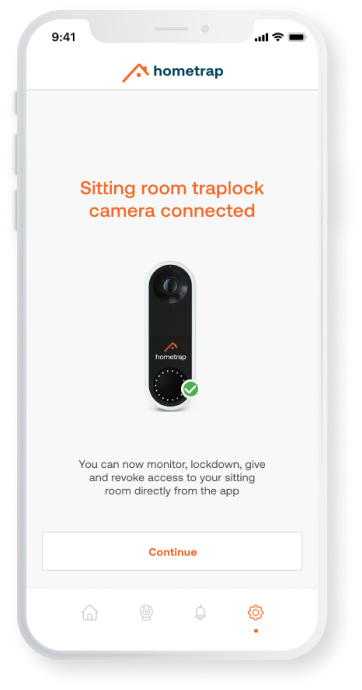 9:41
hometrap
Sitting room traplock
camera connected
hometrap
You can now monitor, lockdown, give
and revoke access to your sitting
room directly from the app
Continue